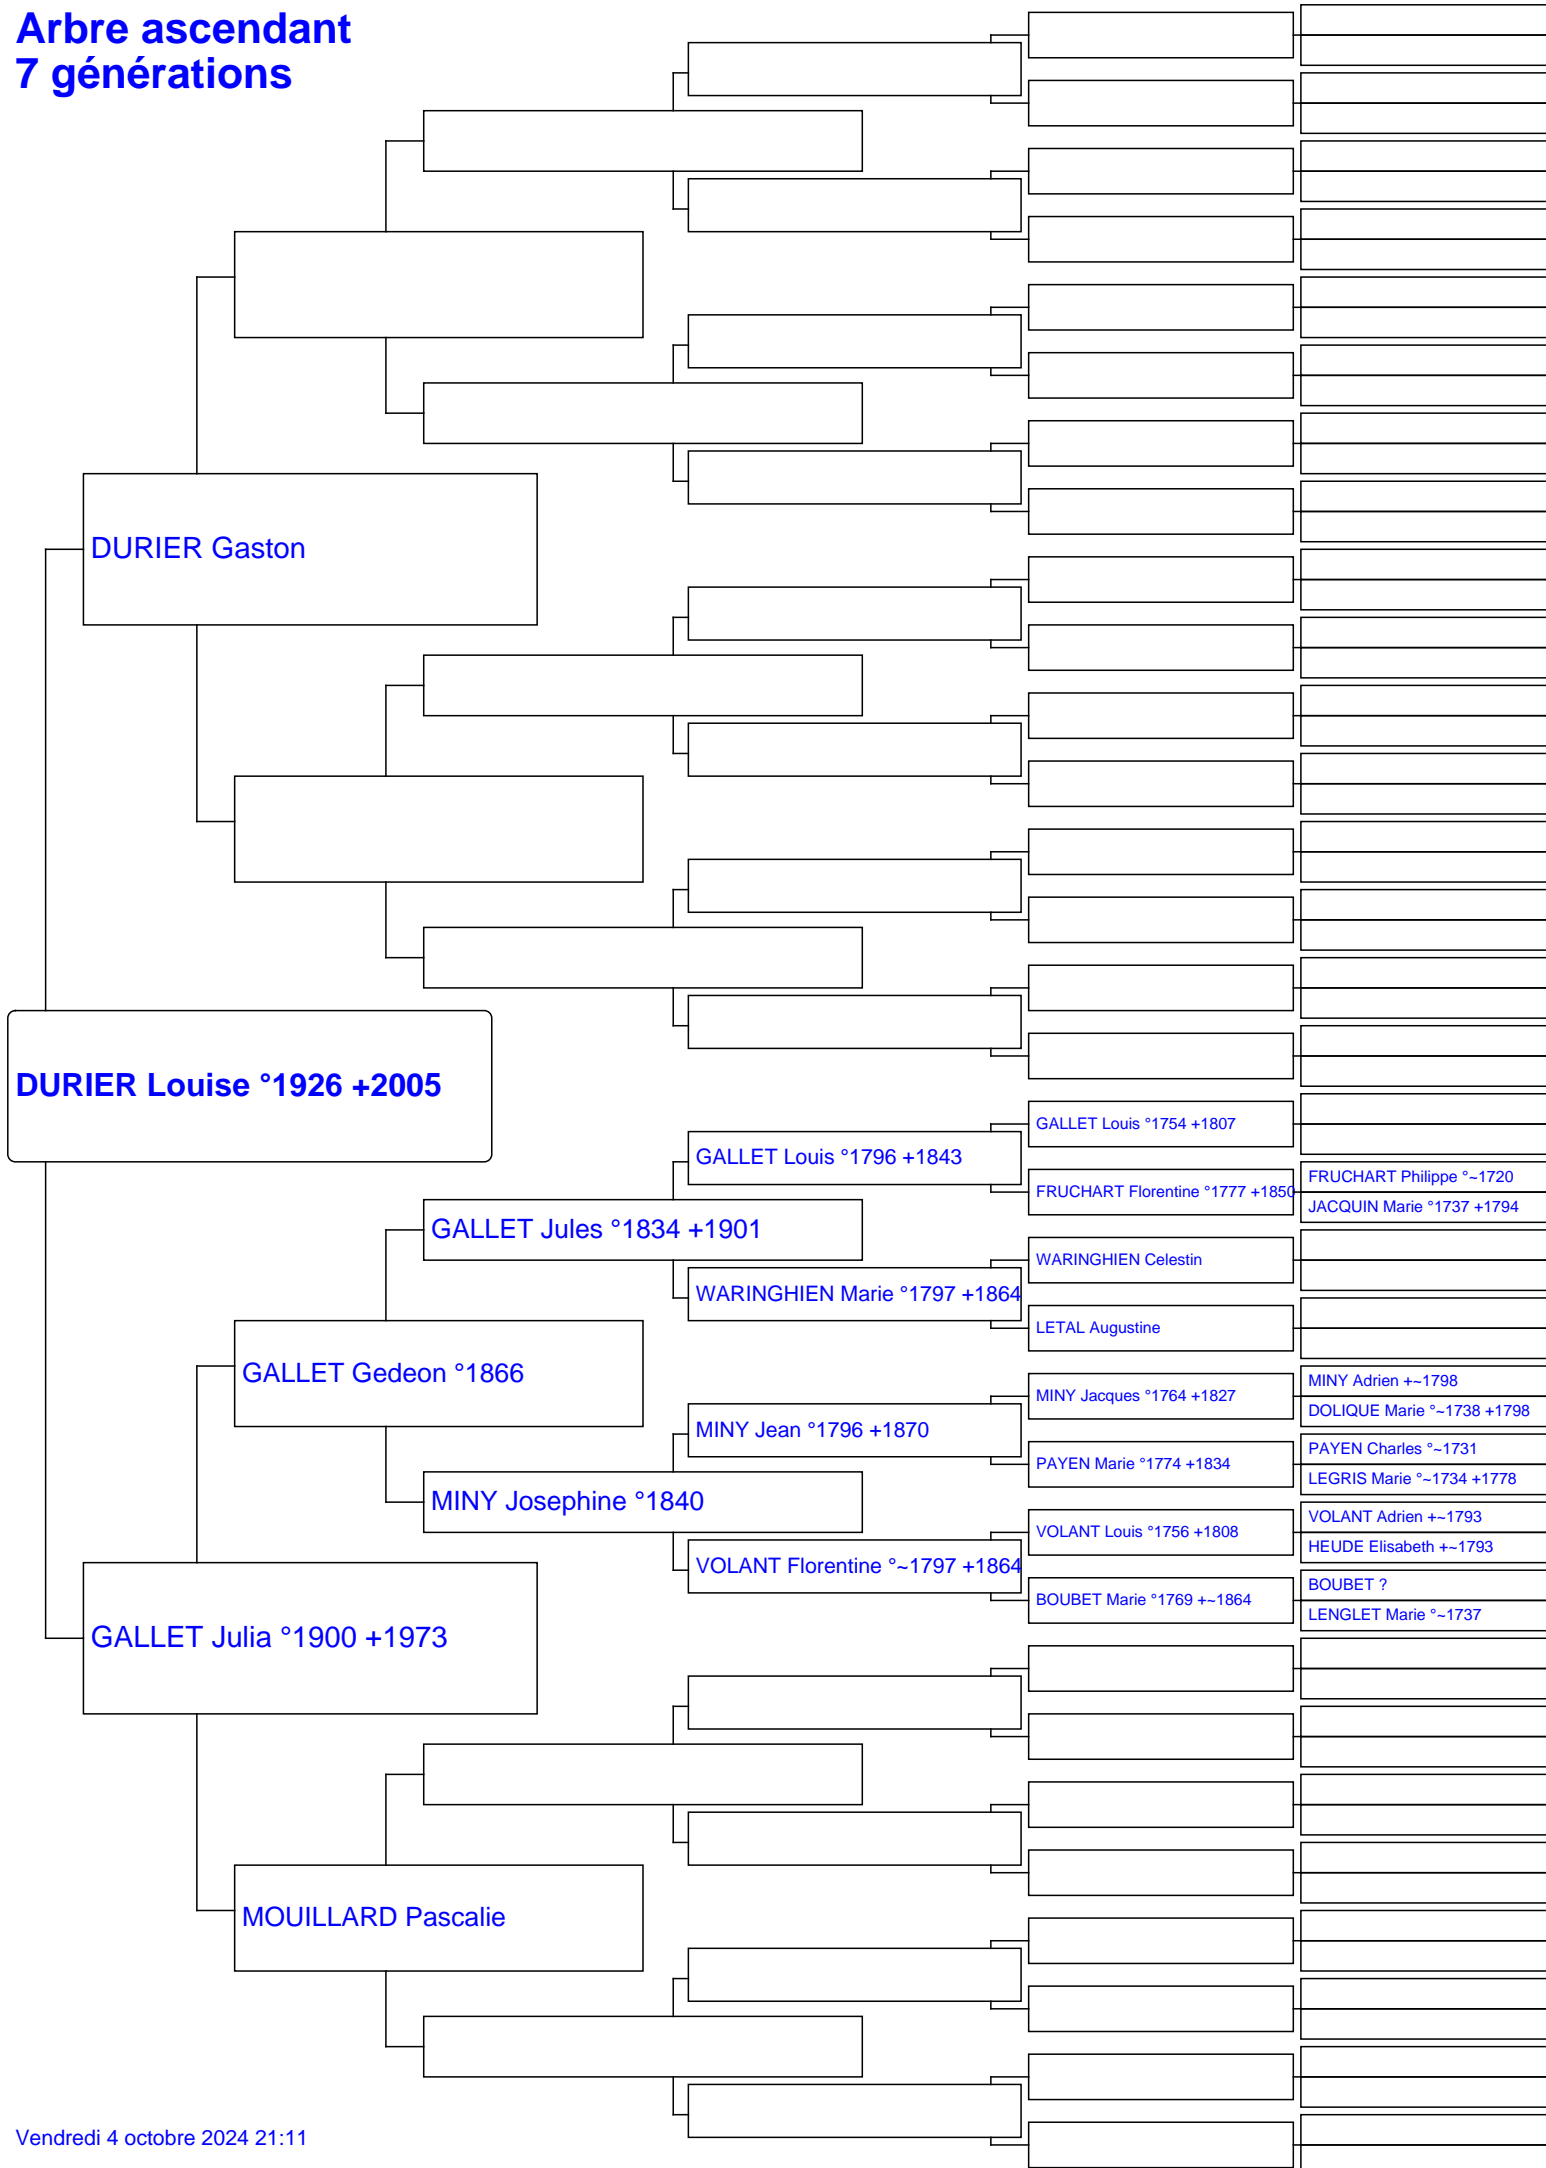 Arbre ascendant
7 générations
DURIER Gaston
DURIER Louise °1926 +2005
GALLET Louis °1754 +1807
GALLET Louis °1796 +1843
FRUCHART Philippe °~1720
FRUCHART Florentine °1777 +1850
JACQUIN Marie °1737 +1794
GALLET Jules °1834 +1901
WARINGHIEN Celestin
WARINGHIEN Marie °1797 +1864
LETAL Augustine
GALLET Gedeon °1866
MINY Adrien +~1798
MINY Jacques °1764 +1827
DOLIQUE Marie °~1738 +1798
MINY Jean °1796 +1870
PAYEN Charles °~1731
PAYEN Marie °1774 +1834
LEGRIS Marie °~1734 +1778
MINY Josephine °1840
VOLANT Adrien +~1793
VOLANT Louis °1756 +1808
HEUDE Elisabeth +~1793
VOLANT Florentine °~1797 +1864
BOUBET ?
BOUBET Marie °1769 +~1864
LENGLET Marie °~1737
GALLET Julia °1900 +1973
MOUILLARD Pascalie
Vendredi 4 octobre 2024 21:11